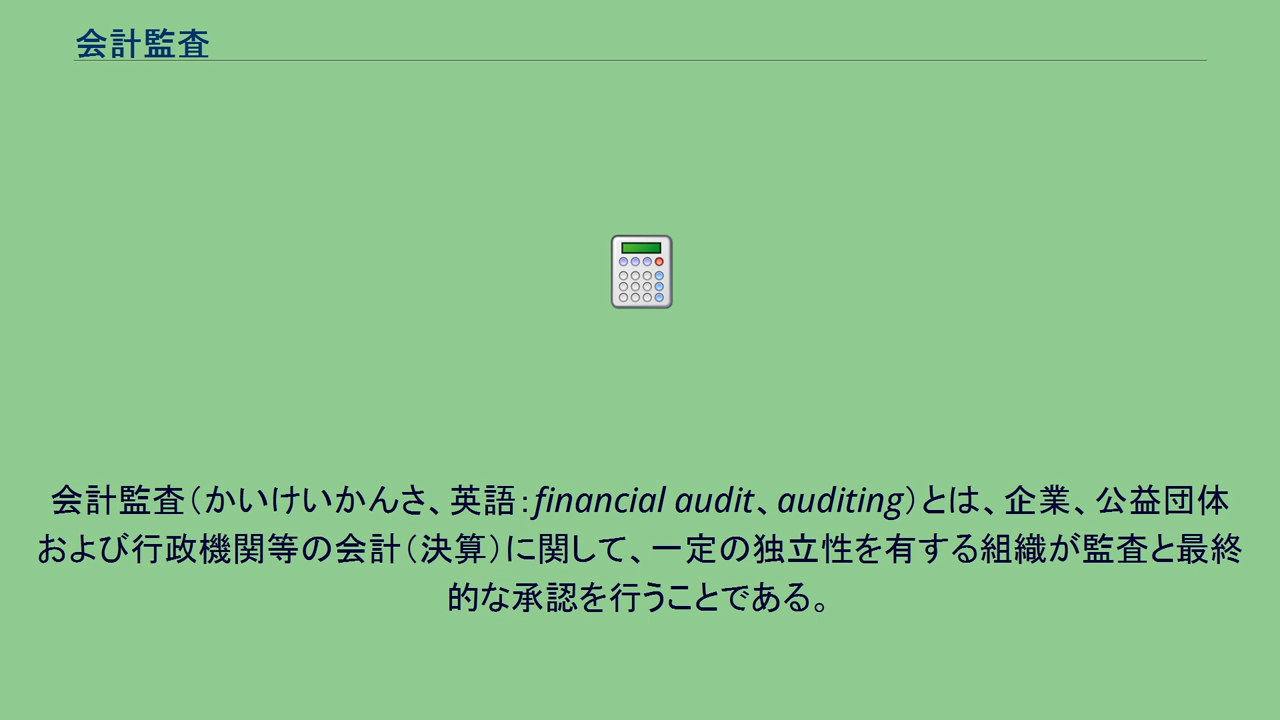 会計監査
会計監査（かいけいかんさ、英語：financial audit、auditing）とは、企業、公益団体
および行政機関等の会計（決算）に関して、一定の独立性を有する組織が監査と最終
的な承認を行うことである。